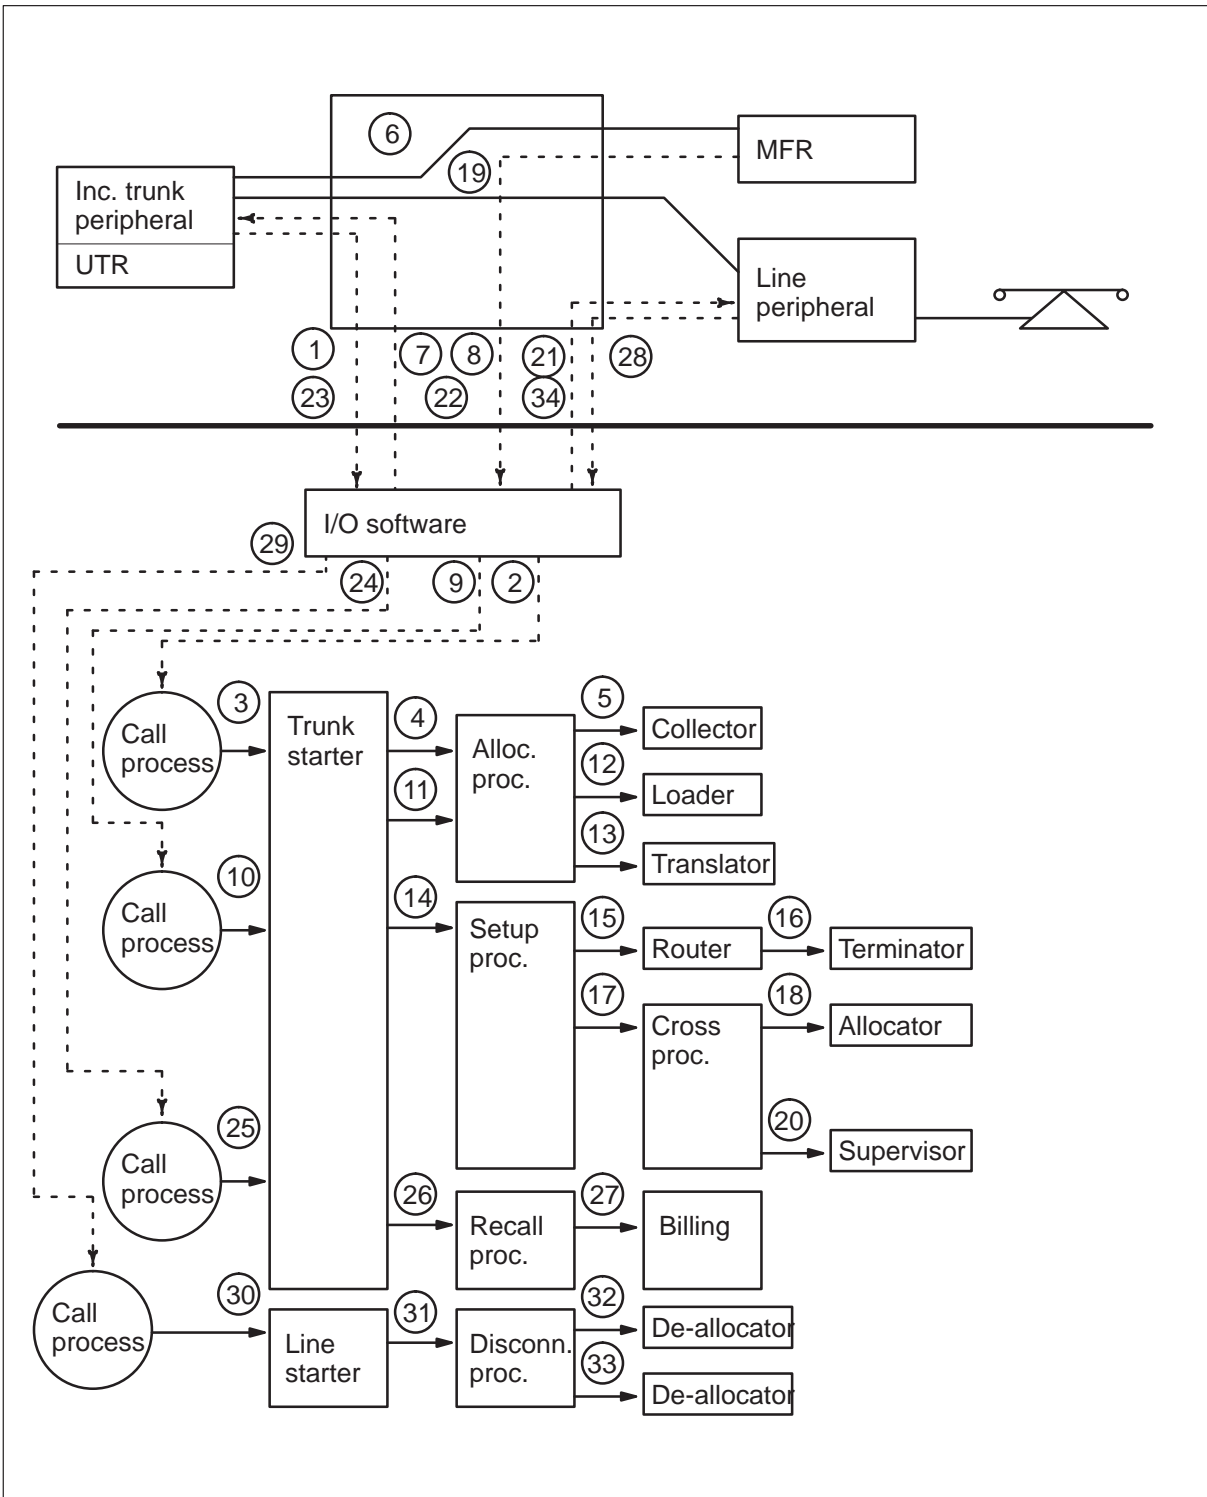 6
MFR
19
Inc. trunk
peripheral
UTR
Line
peripheral
1
7
8
21
28
23
22
34
I/O software
29
24
9
2
3
Call
process
Trunk
starter
4
Alloc.
proc.
5
Collector
12
Loader
11
13
Translator
10
Call
process
14
Setup
proc.
15
Router
16
Terminator
17
Cross
proc.
18
Allocator
20
Supervisor
25
Call
process
26
Recall
proc.
27
Billing
30
Call
process
Line
starter
31
Disconn.
proc.
32
De-allocator
33
De-allocator